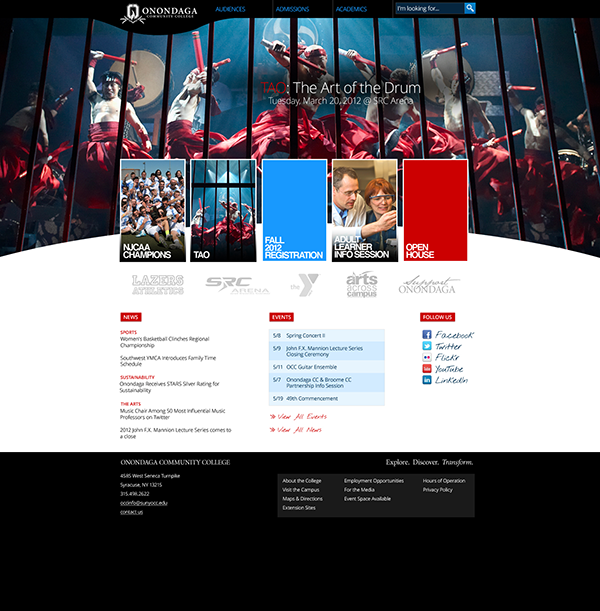 ONONDAGA
COMMUNITY COLLEGE
AUDIENCES
ADMISSIONS
ACADEMICS
I'm looking for...
TAO: The Art of the Drum
Tuesday, March 20, 2012 @ SRC Arena
NJCAA
CHAMPIONS
TAO
FALL
2012
REGISTRATION
ADULT
LEARNER
INFO SESSION
OPEN
HOUSE
LAZERS
ATHLETICS
SRC
ARENA
the Y
arts
across
campus
Support
ONONDAGA
NEWS
SPORTS
Women's Basketball Clinches Regional
Championship
Southwest YMCA Introduces Family Time
Schedule
SUSTAINABILITY
Onondaga Receives STARS Silver Rating for
Sustainability
THE ARTS
Music Chair Among 50 Most Influential Music
Professors on Twitter
2012 John F.X. Mannion Lecture Series comes to
a close
EVENTS
5/8 Spring Concert II
5/9 John F.X. Mannion Lecture Series
Closing Ceremony
5/11 OCC Guitar Ensemble
5/7 Onondaga CC & Broome CC
Partnership Info Session
5/19 49th Commencement
>> View All Events
>> View All News
FOLLOW US
Facebook
Twitter
Flickr
YouTube
LinkedIn
ONONDAGA COMMUNITY COLLEGE
4585 West Seneca Turnpike
Syracuse, NY 13215
315.498.2622
occinfo@sunyocc.edu
contact us
Explore. Discover. Transform.
About the College
Visit the Campus
Maps & Directions
Extension Sites
Employment Opportunities
For the Media
Event Space Available
Hours of Operation
Privacy Policy